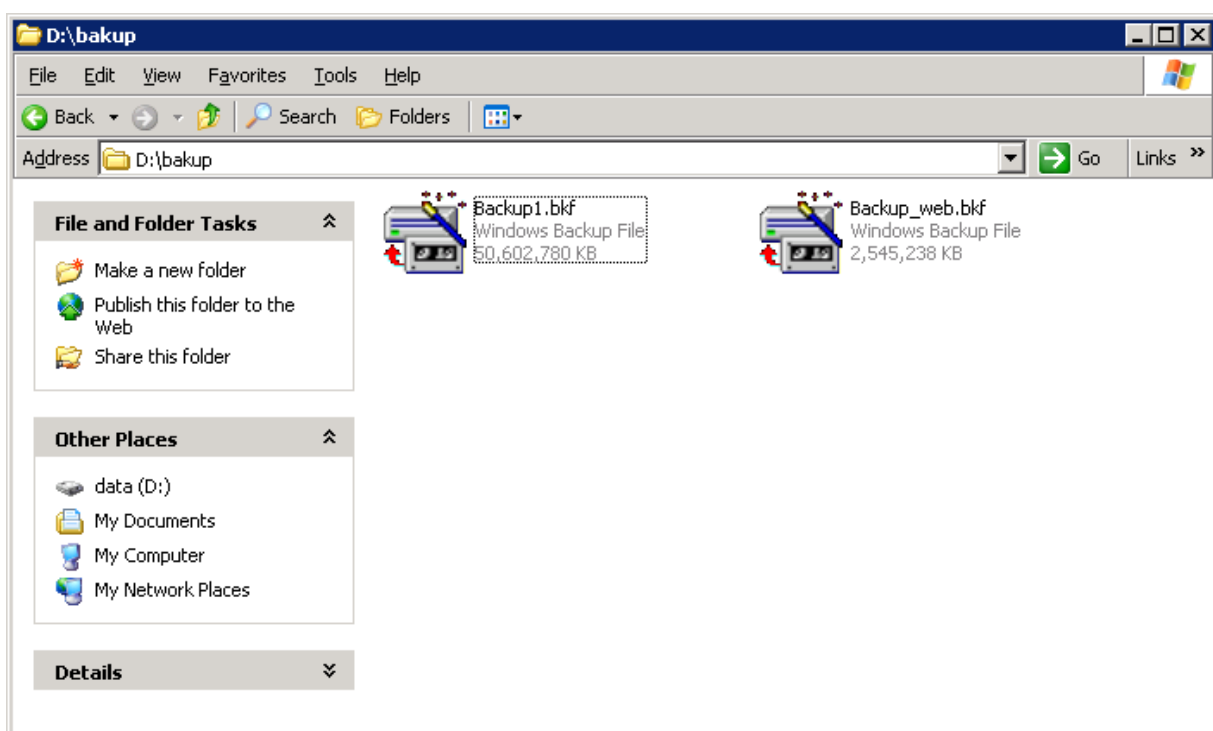 D:\bakup
File Edit View Favorites Tools Help
Back Search Folders
Address D:\bakup Go Links »
File and Folder Tasks
Make a new folder
Publish this folder to the
Web
Share this folder
Other Places
data (D:)
My Documents
My Computer
My Network Places
Details
Backup1.bkf
Windows Backup File
50,602,780 KB
Backup_web.bkf
Windows Backup File
2,545,238 KB